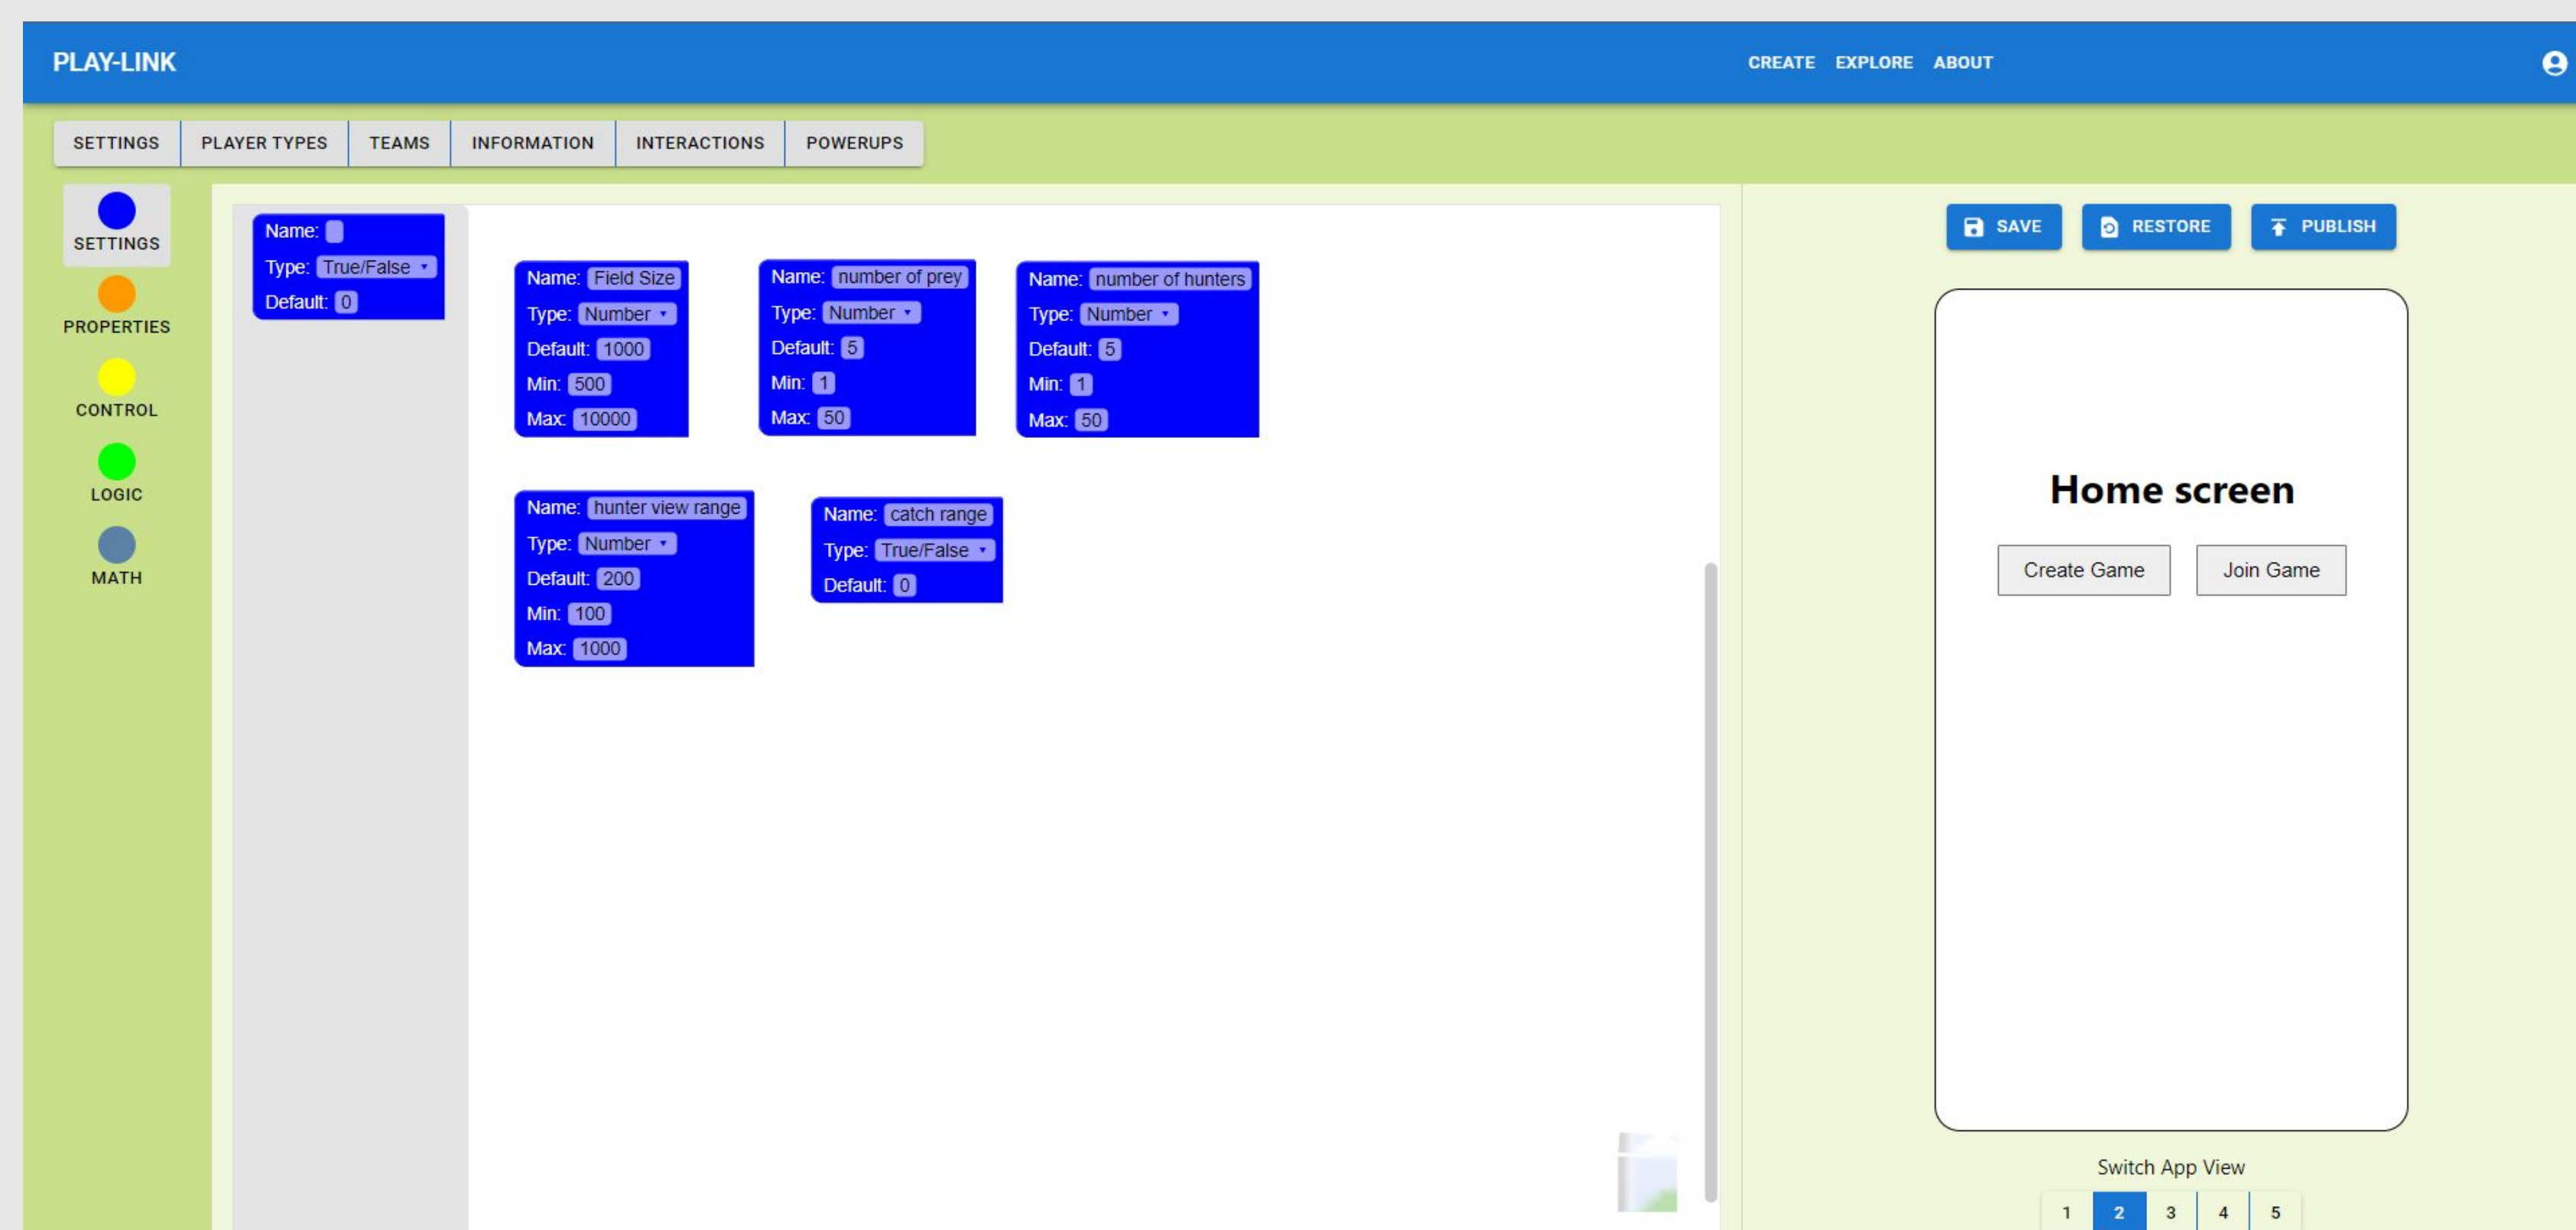 PLAY-LINK
CREATE EXPLORE ABOUT
SETTINGS PLAYER TYPES TEAMS INFORMATION INTERACTIONS POWERUPS
SETTINGS
PROPERTIES
CONTROL
LOGIC
MATH
Name:
Type: True/False
Default: 0
Name: Field Size
Type: Number
Default: 1000
Min: 500
Max: 10000
Name: number of prey
Type: Number
Default: 5
Min: 1
Max: 50
Name: number of hunters
Type: Number
Default: 5
Min: 1
Max: 50
Name: hunter view range
Type: Number
Default: 200
Min: 100
Max: 1000
Name: catch range
Type: True/False
Default: 0
SAVE RESTORE PUBLISH
Home screen
Create Game Join Game
Switch App View
1 2 3 4 5